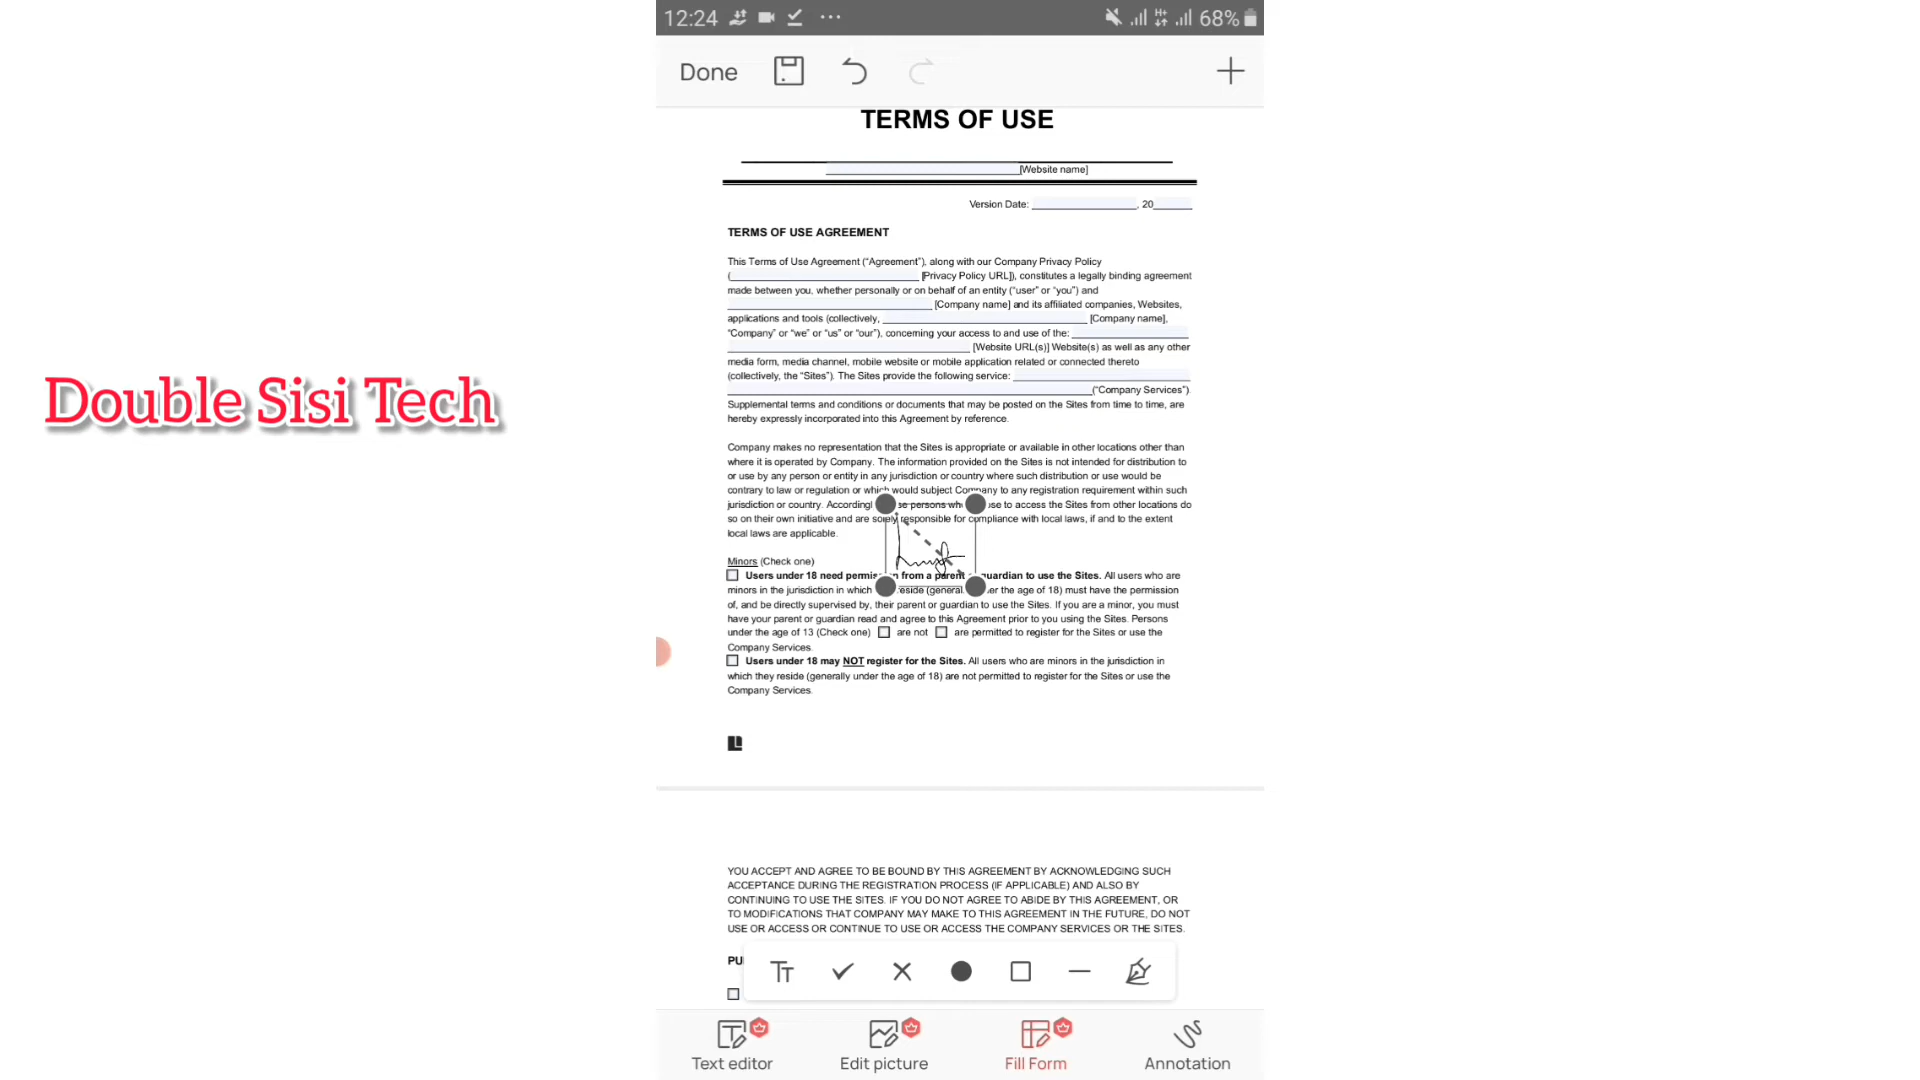 12:24 ... H+ 68%
Done
TERMS OF USE
[Website name]
Version Date: , 20
TERMS OF USE AGREEMENT
This Terms of Use Agreement (“Agreement”), along with our Company Privacy Policy
( [Privacy Policy URL]), constitutes a legally binding agreement
made between you, whether personally or on behalf of an entity (“user” or “you”) and
[Company name] and its affiliated companies, Websites,
applications and tools (collectively, [Company name],
“Company” or “we” or “us” or “our”), concerning your access to and use of the:
[Website URL(s)] Website(s) as well as any other
media form, media channel, mobile website or mobile application related or connected thereto
(collectively, the “Sites”). The Sites provide the following service:
(“Company Services”).
Supplemental terms and conditions or documents that may be posted on the Sites from time to time, are
hereby expressly incorporated into this Agreement by reference.
Company makes no representation that the Sites is appropriate or available in other locations other than
where it is operated by Company. The information provided on the Sites is not intended for distribution to
or use by any person or entity in any jurisdiction or country where such distribution or use would be
contrary to law or regulation or which would subject Company to any registration requirement within such
jurisdiction or country. persons to access the Sites from other locations do
so on their own initiative and are solely responsible for compliance with local laws, if and to the extent
local laws are applicable.
Minors (Check one)
Users under 18 need permission from a parent guardian to use the Sites. All users who are
minors in the jurisdiction in which reside the age of 18) must have the permission
of, and be directly supervised by, their parent or guardian to use the Sites. If you are a minor, you must
have your parent or guardian read and agree to this Agreement prior to you using the Sites. Persons
under the age of 13 (Check one) are not are permitted to register for the Sites or use the
Company Services.
Users under 18 may NOT register for the Sites. All users who are minors in the jurisdiction in
which they reside (generally under the age of 18) are not permitted to register for the Sites or use the
Company Services.
YOU ACCEPT AND AGREE TO BE BOUND BY THIS AGREEMENT BY ACKNOWLEDGING SUCH
ACCEPTANCE DURING THE REGISTRATION PROCESS (IF APPLICABLE) AND ALSO BY
CONTINUING TO USE THE SITES. IF YOU DO NOT AGREE TO ABIDE BY THIS AGREEMENT, OR
TO MODIFICATIONS THAT COMPANY MAY MAKE TO THIS AGREEMENT IN THE FUTURE, DO NOT
USE OR ACCESS OR CONTINUE TO USE OR ACCESS THE COMPANY SERVICES OR THE SITES.
PU
Text editor
Edit picture
Fill Form
Annotation
Double Sisi Tech